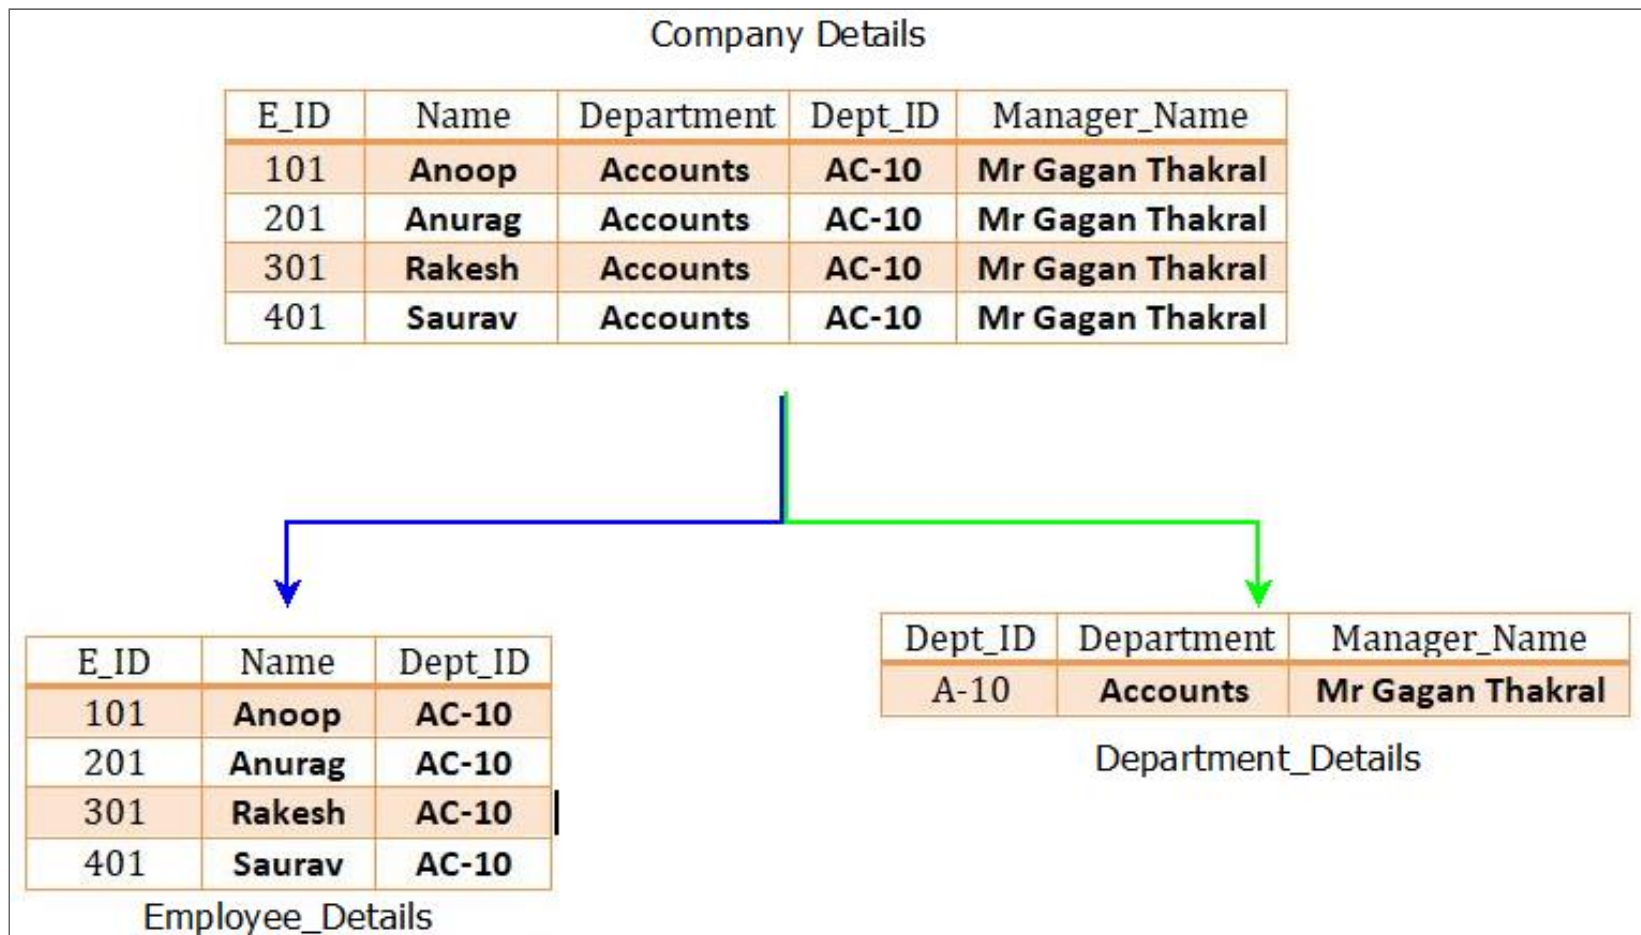 Company Details
E_ID Name Department Dept_ID Manager_Name
101 Anoop Accounts AC-10 Mr Gagan Thakral
201 Anurag Accounts AC-10 Mr Gagan Thakral
301 Rakesh Accounts AC-10 Mr Gagan Thakral
401 Saurav Accounts AC-10 Mr Gagan Thakral
E_ID Name Dept_ID
101 Anoop AC-10
201 Anurag AC-10
301 Rakesh AC-10
401 Saurav AC-10
Employee_Details
Dept_ID Department Manager_Name
A-10 Accounts Mr Gagan Thakral
Department_Details